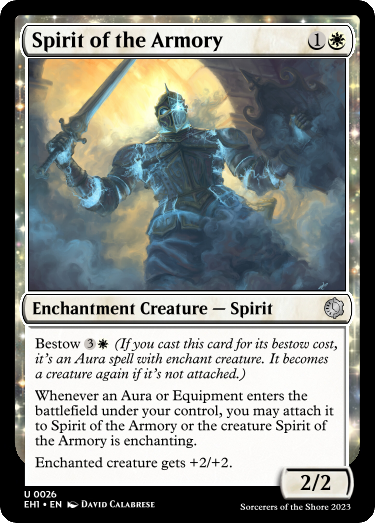 Spirit of the Armory 1
Enchantment Creature — Spirit
Bestow 3 (If you cast this card for its bestow cost,
it's an Aura spell with enchant creature. It becomes
a creature again if it's not attached.)
Whenever an Aura or Equipment enters the
battlefield under your control, you may attach it
to Spirit of the Armory or the creature Spirit of
the Armory is enchanting.
Enchanted creature gets +2/+2.
2/2
U 0026
EH1 • EN David Calabrese
Sorcerers of the Shore 2023